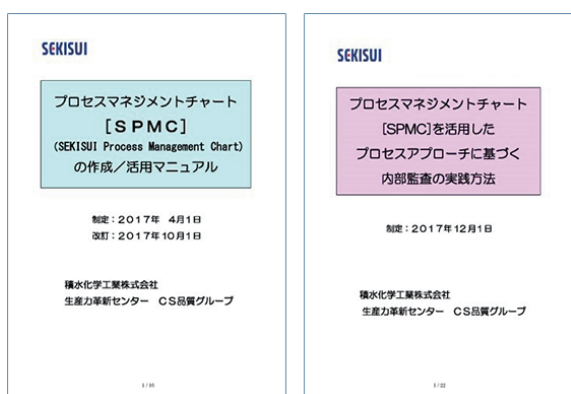 SEKISUI
プロセスマネジメントチャート
［ＳＰＭＣ］
(SEKISUI Process Management Chart)
の作成／活用マニュアル
制定：２０１７年　４月１日
改訂：２０１７年１０月１日
積水化学工業株式会社
生産力革新センター　ＣＳ品質グループ
SEKISUI
プロセスマネジメントチャート
[SPMC]を活用した
プロセスアプローチに基づく
内部監査の実践方法
制定：２０１７年１２月１日
積水化学工業株式会社
生産力革新センター　ＣＳ品質グループ
1 / 22